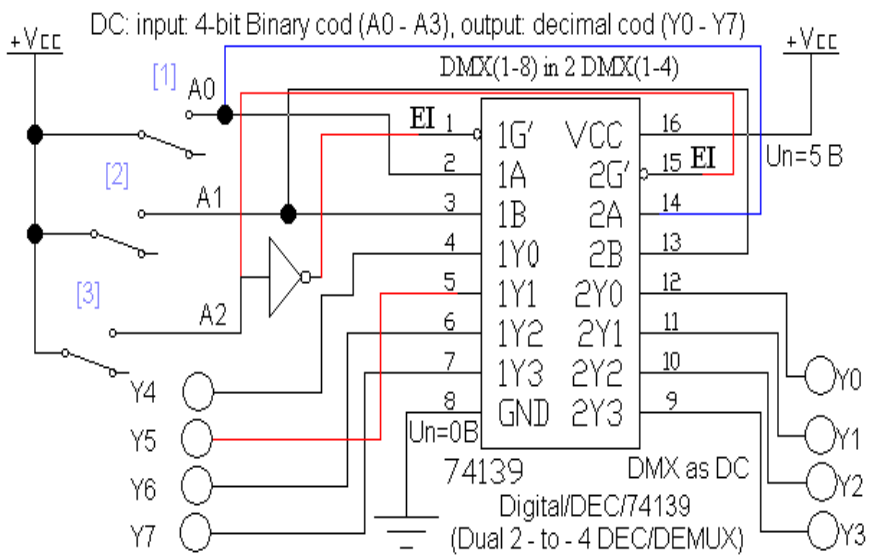 DC: input: 4-bit Binary cod (A0 - A3), output: decimal cod (Y0 - Y7)
+Vcc
+Vcc
DMX(1-8) in 2 DMX(1-4)
[1]
A0
[2]
A1
[3]
A2
EI
1
1G'
VCC
16
Un=5 B
2
1A
2G'
15
EI
3
1B
2A
14
4
1Y0
2B
13
5
1Y1
2Y0
12
6
1Y2
2Y1
11
7
1Y3
2Y2
10
8
GND
2Y3
9
Un=0B
Y4
Y5
Y6
Y7
Y0
Y1
Y2
Y3
74139
DMX as DC
Digital/DEC/74139
(Dual 2 - to - 4 DEC/DEMUX)